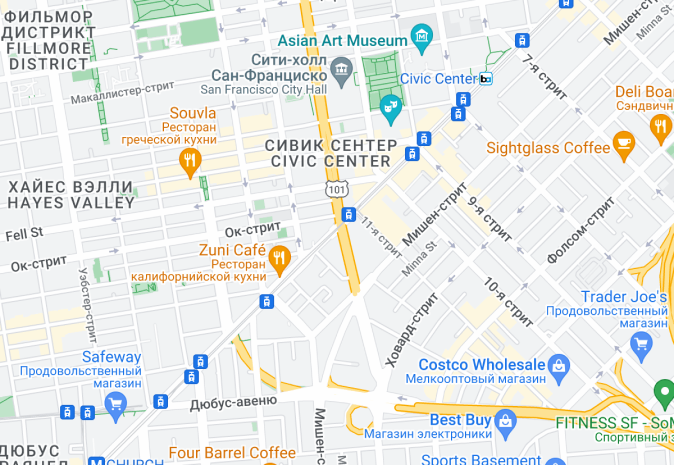 ФИЛЬМОР
ДИСТРИКТ
FILLMORE
DISTRICT
Asian Art Museum
Сити-холл
Сан-Франциско
San Francisco City Hall
Civic Center
Мишен-стрит
Minna St
7-я стрит
Макаллистер-стрит
Souvla
Ресторан
греческой кухни
Deli Boa
Сэндвичн
Sightglass Coffee
СИВИК СЕНТЕР
CIVIC CENTER
ХАЙЕС ВЭЛЛИ
HAYES VALLEY
101
Fell St
Ок-стрит
Ок-стрит
11-я стрит
Мишен-стрит
Minna St
9-я стрит
Фолсом-стрит
Zuni Café
Ресторан
калифорнийской кухни
Уэбстер-стрит
10-я стрит
Ховард-стрит
Trader Joe's
Продовольственный
магазин
Safeway
Продовольственный
магазин
Costco Wholesale
Мелкооптовый магазин
Дюбус-авеню
Мишен-с
Best Buy
Магазин электроники
FITNESS SF - SoM
Спортивный з
ДЮБУС
Four Barrel Coffee
Sports Basement
CHURCH